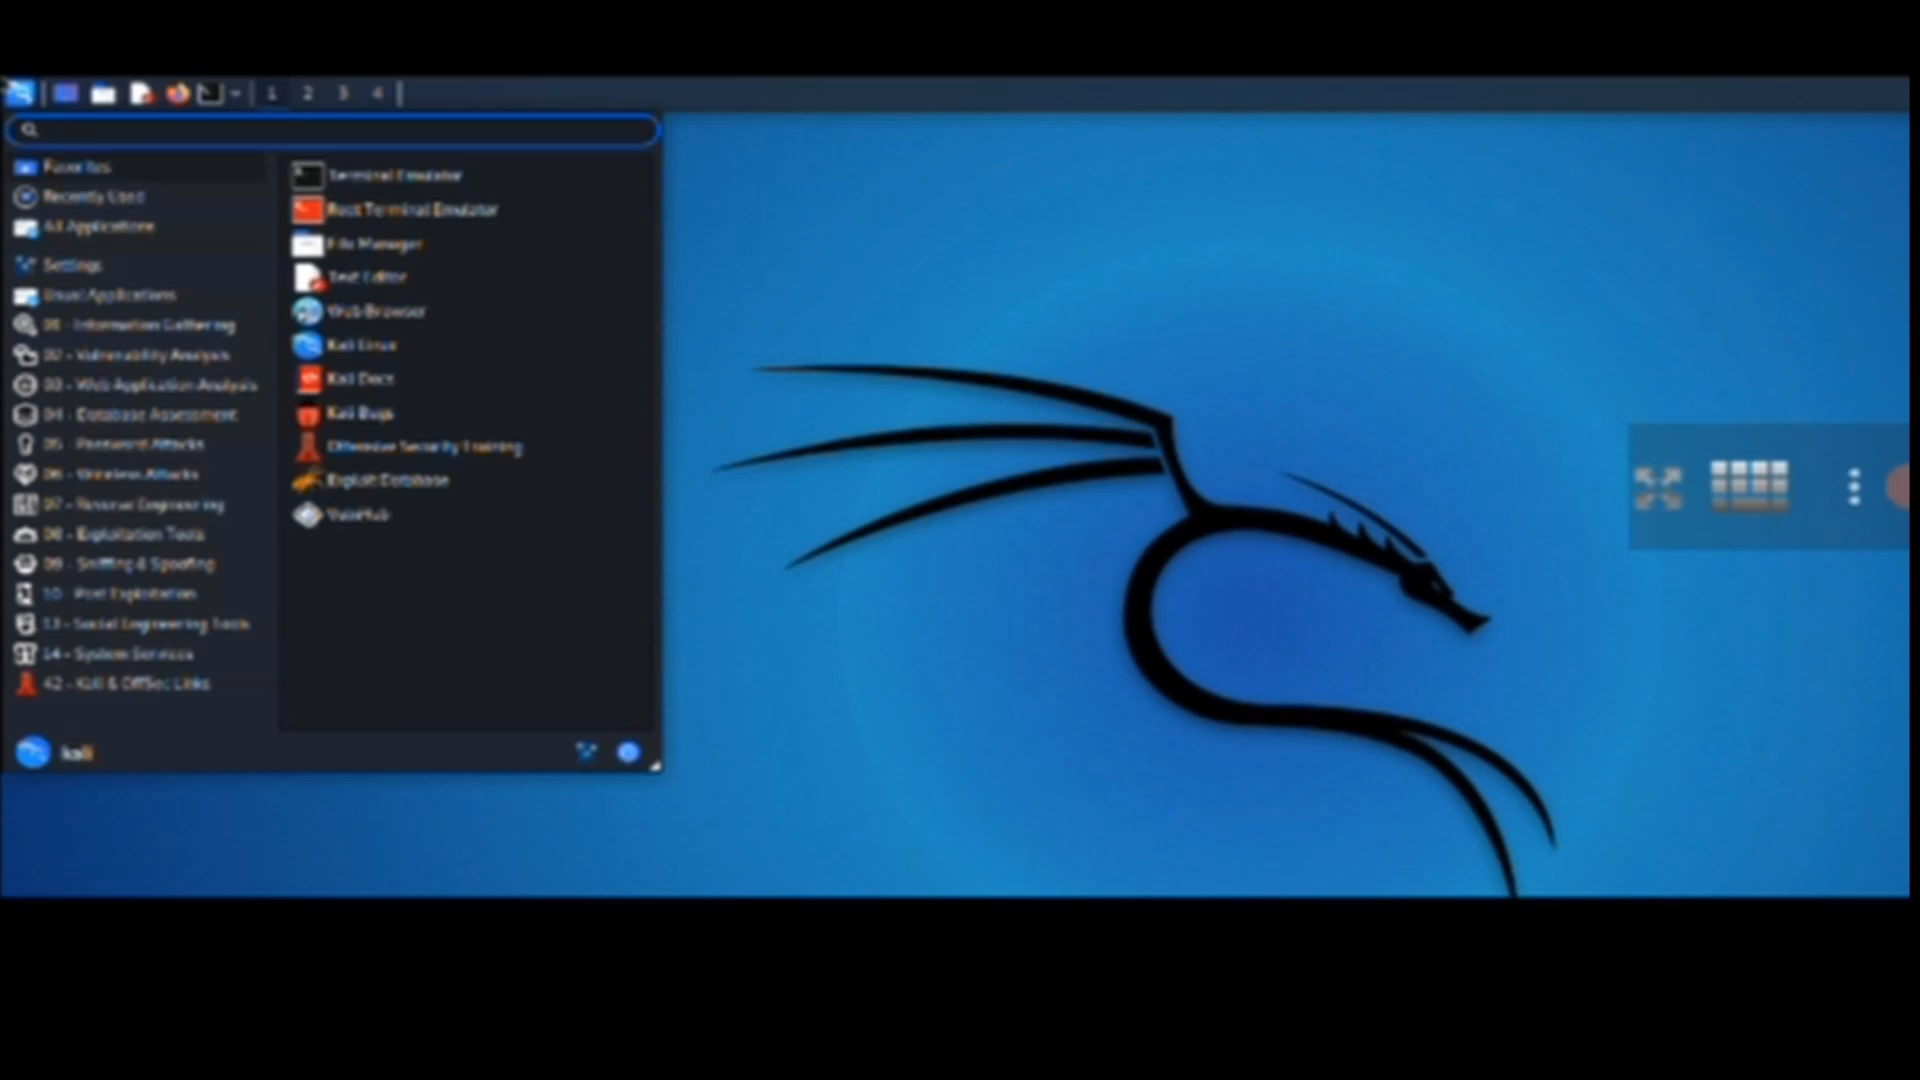 1 2 3 4
Favorites
Recently Used
All Applications
Settings
Usual Applications
01 - Information Gathering
02 - Vulnerability Analysis
03 - Web Application Analysis
04 - Database Assessment
05 - Password Attacks
06 - Wireless Attacks
07 - Reverse Engineering
08 - Exploitation Tools
09 - Sniffing & Spoofing
10 - Post Exploitation
13 - Social Engineering Tools
14 - System Services
42 - Kali & OffSec Links
Terminal Emulator
Root Terminal Emulator
File Manager
Text Editor
Web Browser
Kali Linux
Kali Docs
Kali Bugs
Offensive Security Training
Exploit Database
VulnHub
kali